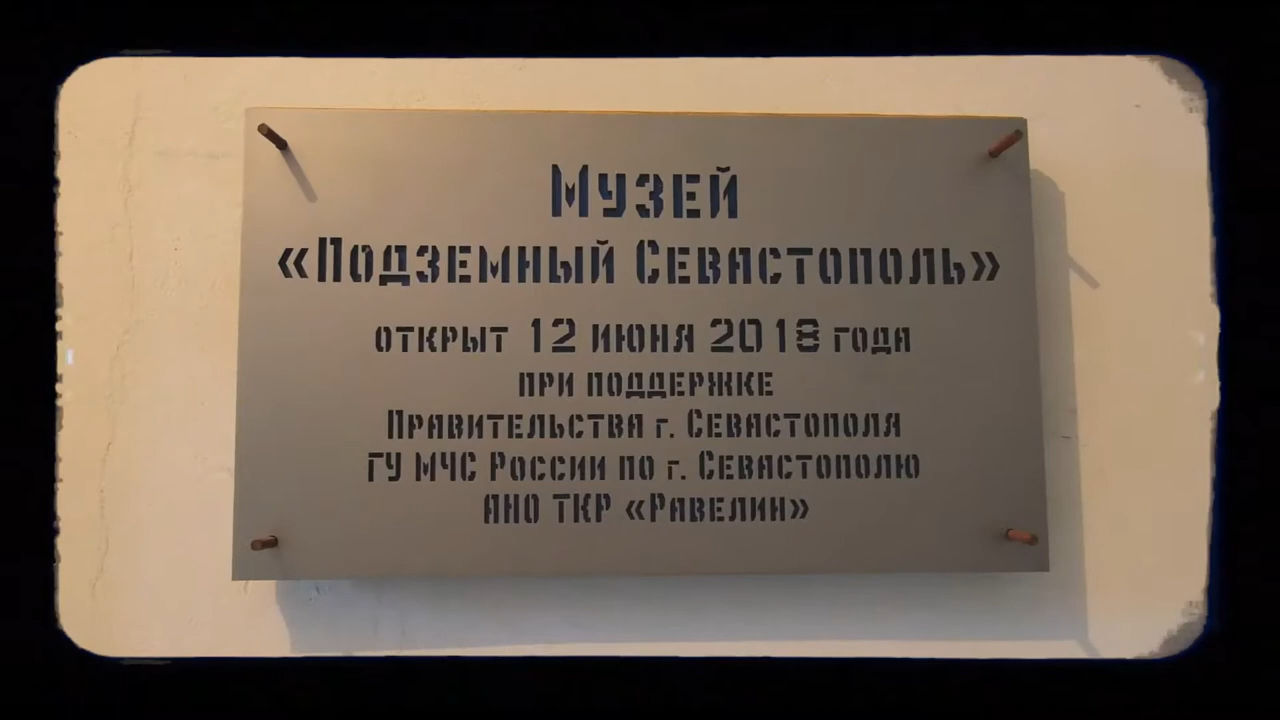 Музей
«Подземный Севастополь»
открыт 12 июня 2018 года
при поддержке
Правительства г. Севастополя
ГУ МЧС России по г. Севастополю
АНО ТКР «Равелин»